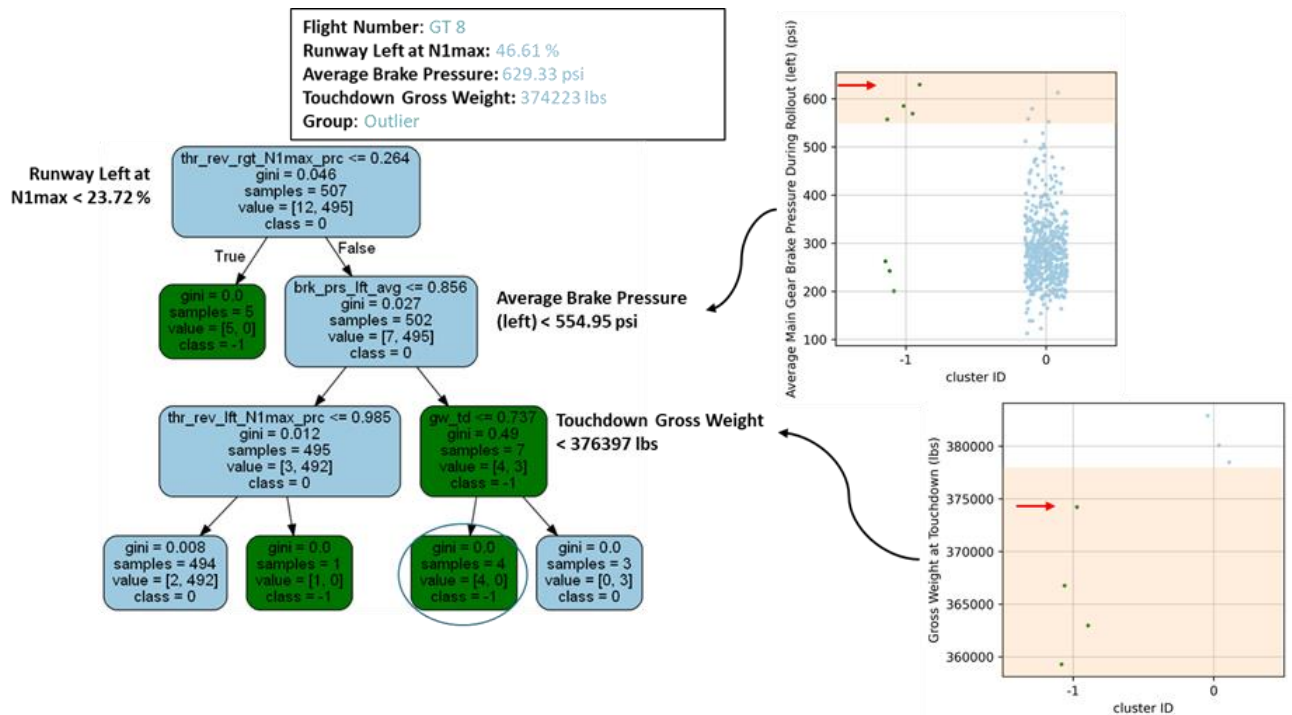 Flight Number: GT 8
Runway Left at N1max: 46.61 %
Average Brake Pressure: 629.33 psi
Touchdown Gross Weight: 374223 lbs
Group: Outlier
Runway Left at
N1max < 23.72 %
thr_rev_rgt_N1max_prc <= 0.264
gini = 0.046
samples = 507
value = [12, 495]
class = 0
True
False
gini = 0.0
samples = 5
value = [5, 0]
class = -1
brk_prs_lft_avg <= 0.856
gini = 0.027
samples = 502
value = [7, 495]
class = 0
Average Brake Pressure
(left) < 554.95 psi
thr_rev_lft_N1max_prc <= 0.985
gini = 0.012
samples = 495
value = [3, 492]
class = 0
gw_td <= 0.737
gini = 0.49
samples = 7
value = [4, 3]
class = -1
Touchdown Gross Weight
< 376397 lbs
gini = 0.008
samples = 494
value = [2, 492]
class = 0
gini = 0.0
samples = 1
value = [1, 0]
class = -1
gini = 0.0
samples = 4
value = [4, 0]
class = -1
gini = 0.0
samples = 3
value = [0, 3]
class = 0
Average Main Gear Brake Pressure During Rollout (left) (psi)
600
500
400
300
200
100
-1
0
cluster ID
Gross Weight at Touchdown (lbs)
380000
375000
370000
365000
360000
-1
0
cluster ID